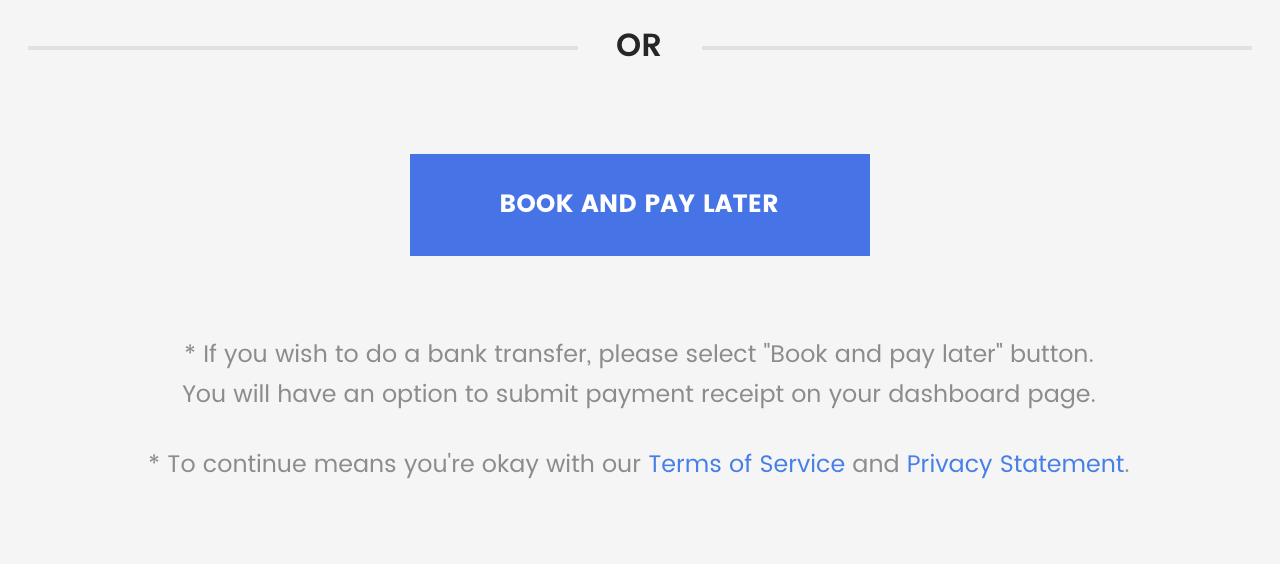 OR
BOOK AND PAY LATER
* If you wish to do a bank transfer, please select "Book and pay later" button.
You will have an option to submit payment receipt on your dashboard page.
* To continue means you're okay with our Terms of Service and Privacy Statement.